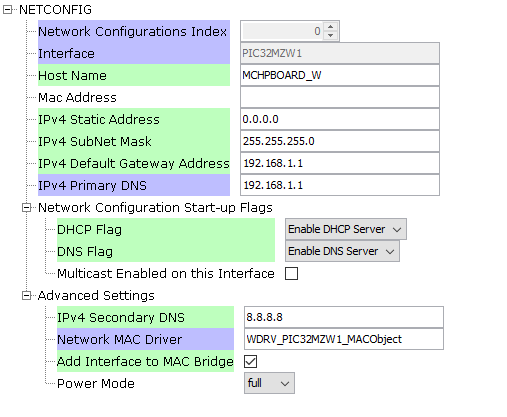 NETCONFIG
Network Configurations Index 0
Interface PIC32MZW1
Host Name MCHPBOARD_W
Mac Address
IPv4 Static Address 0.0.0.0
IPv4 SubNet Mask 255.255.255.0
IPv4 Default Gateway Address 192.168.1.1
IPv4 Primary DNS 192.168.1.1
Network Configuration Start-up Flags
DHCP Flag Enable DHCP Server
DNS Flag Enable DNS Server
Multicast Enabled on this Interface
Advanced Settings
IPv4 Secondary DNS 8.8.8.8
Network MAC Driver WDRV_PIC32MZW1_MACObject
Add Interface to MAC Bridge
Power Mode full